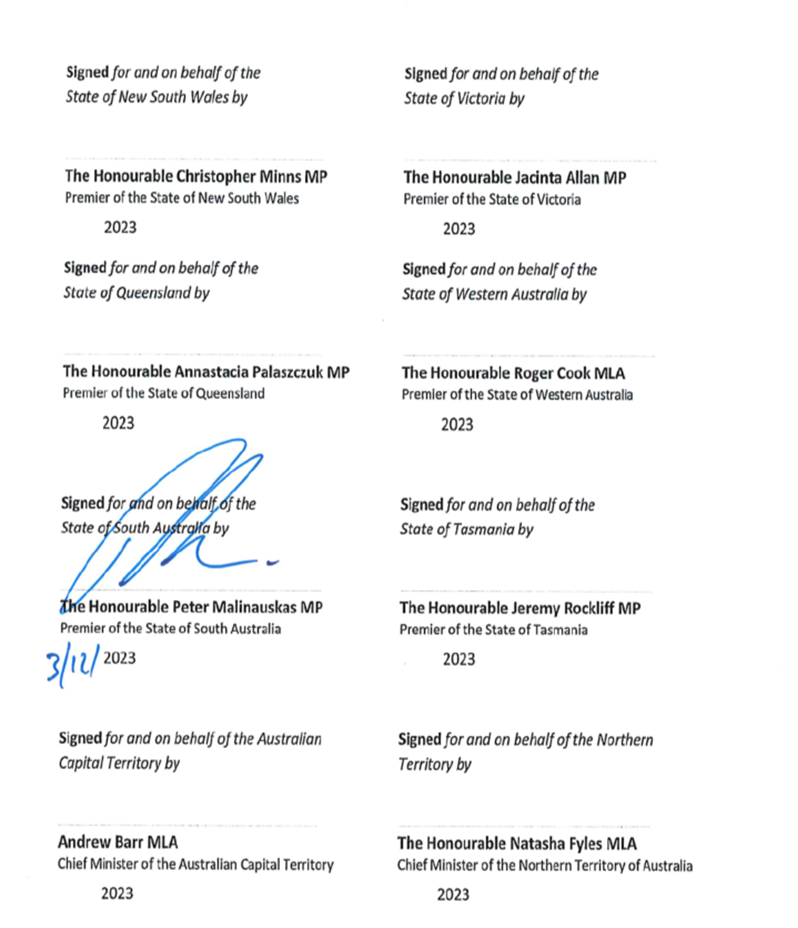 Signed for and on behalf of the
State of New South Wales by
The Honourable Christopher Minns MP
Premier of the State of New South Wales
2023
Signed for and on behalf of the
State of Victoria by
The Honourable Jacinta Allan MP
Premier of the State of Victoria
2023
Signed for and on behalf of the
State of Queensland by
The Honourable Annastacia Palaszczuk MP
Premier of the State of Queensland
2023
Signed for and on behalf of the
State of Western Australia by
The Honourable Roger Cook MLA
Premier of the State of Western Australia
2023
Signed for and on behalf of the
State of South Australia by
The Honourable Peter Malinauskas MP
Premier of the State of South Australia
3/12/ 2023
Signed for and on behalf of the
State of Tasmania by
The Honourable Jeremy Rockliff MP
Premier of the State of Tasmania
2023
Signed for and on behalf of the Australian
Capital Territory by
Andrew Barr MLA
Chief Minister of the Australian Capital Territory
2023
Signed for and on behalf of the Northern
Territory by
The Honourable Natasha Fyles MLA
Chief Minister of the Northern Territory of Australia
2023